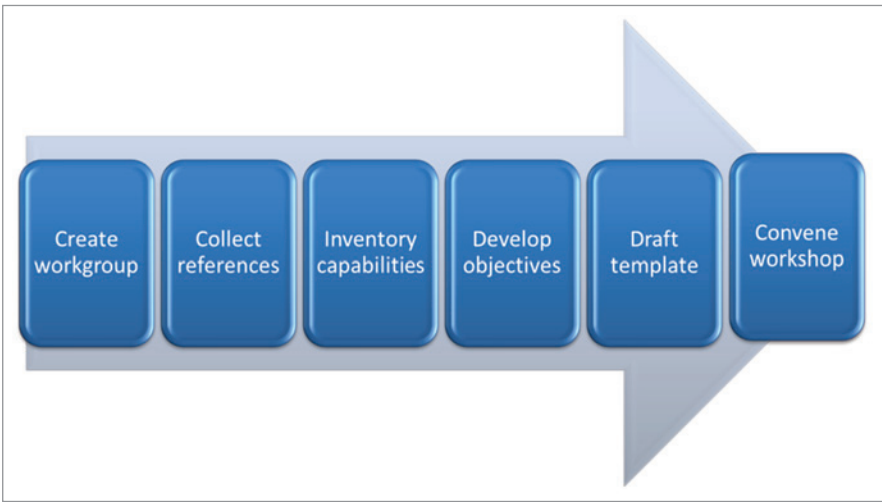 Create
workgroup
Collect
references
Inventory
capabilities
Develop
objectives
Draft
template
Convene
workshop